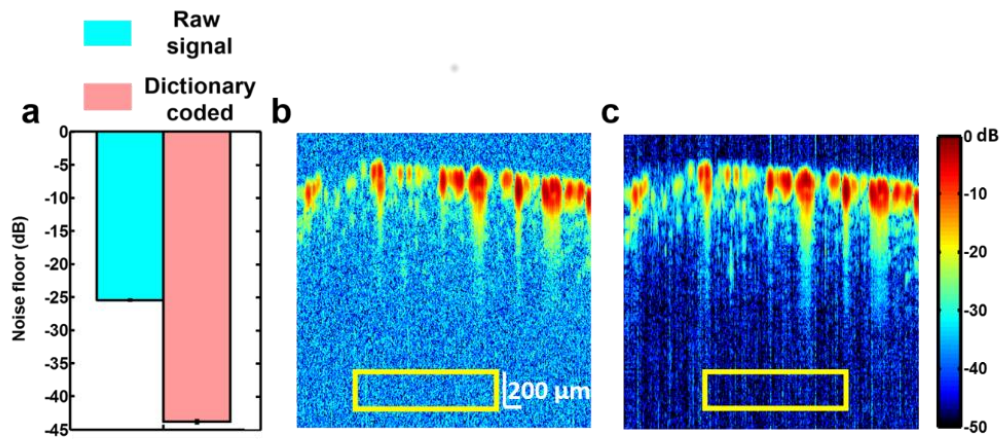 Raw
signal
Dictionary
coded
a
b
c
Noise floor (dB)
0
-5
-10
-15
-20
-25
-30
-35
-40
-45
200 μm
0 dB
-10
-20
-30
-40
-50